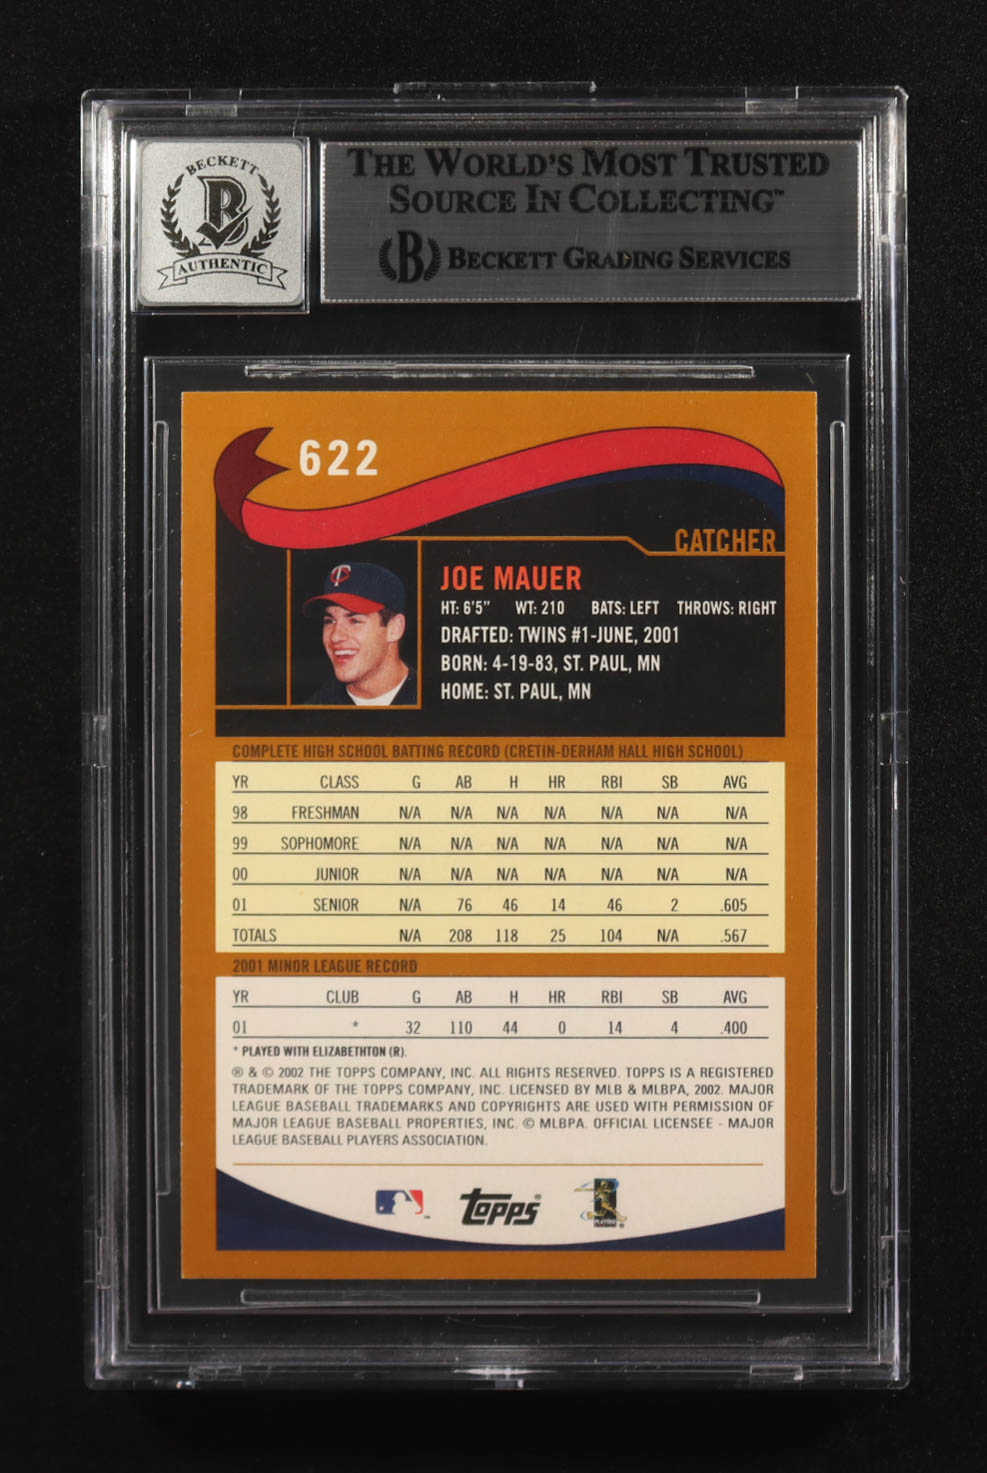 BECKETT
B
AUTHENTIC
THE WORLD'S MOST TRUSTED
SOURCE IN COLLECTING™
B BECKETT GRADING SERVICES
622
CATCHER
JOE MAUER
HT: 6'5" WT: 210 BATS: LEFT THROWS: RIGHT
DRAFTED: TWINS #1-JUNE, 2001
BORN: 4-19-83, ST. PAUL, MN
HOME: ST. PAUL, MN
COMPLETE HIGH SCHOOL BATTING RECORD (CRETIN-DERHAM HALL HIGH SCHOOL)
YR CLASS G AB H HR RBI SB AVG
98 FRESHMAN N/A N/A N/A N/A N/A N/A N/A
99 SOPHOMORE N/A N/A N/A N/A N/A N/A N/A
00 JUNIOR N/A N/A N/A N/A N/A N/A N/A
01 SENIOR N/A 76 46 14 46 2 .605
TOTALS N/A 208 118 25 104 N/A .567
2001 MINOR LEAGUE RECORD
YR CLUB G AB H HR RBI SB AVG
01 * 32 110 44 0 14 4 .400
* PLAYED WITH ELIZABETHTON (R).
® & © 2002 THE TOPPS COMPANY, INC. ALL RIGHTS RESERVED. TOPPS IS A REGISTERED
TRADEMARK OF THE TOPPS COMPANY, INC. LICENSED BY MLB & MLBPA, 2002. MAJOR
LEAGUE BASEBALL TRADEMARKS AND COPYRIGHTS ARE USED WITH PERMISSION OF
MAJOR LEAGUE BASEBALL PROPERTIES, INC. © MLBPA. OFFICIAL LICENSEE - MAJOR
LEAGUE BASEBALL PLAYERS ASSOCIATION.
topps®
PLAYERS